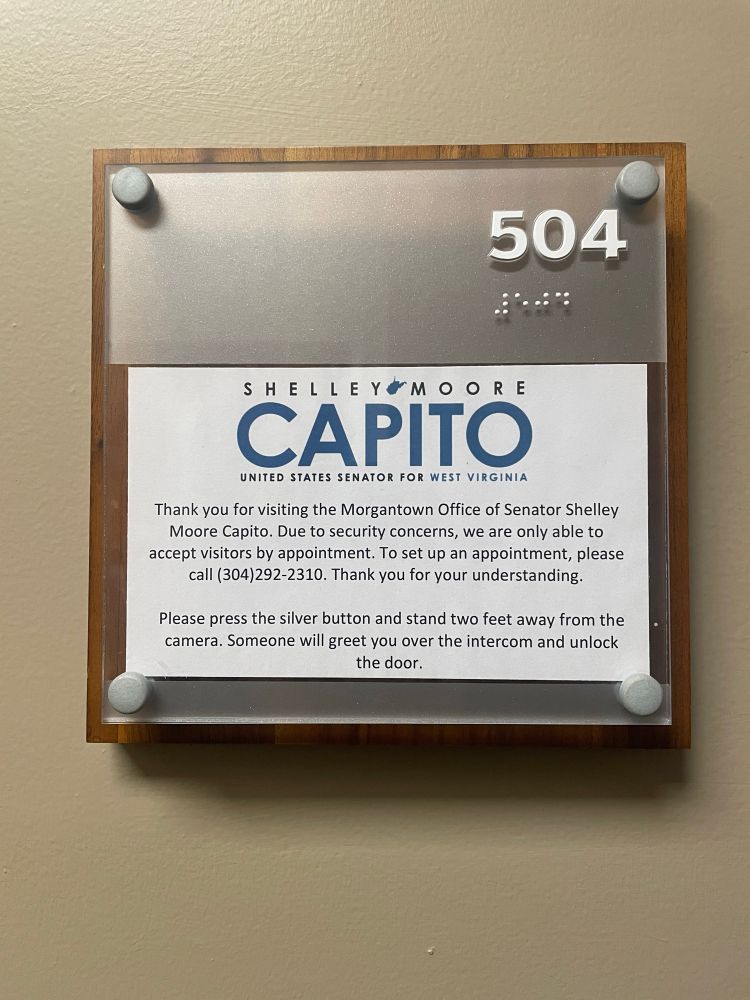 504
⠼⠑⠚⠙
SHELLEY MOORE
CAPITO
UNITED STATES SENATOR FOR WEST VIRGINIA
Thank you for visiting the Morgantown Office of Senator Shelley
Moore Capito. Due to security concerns, we are only able to
accept visitors by appointment. To set up an appointment, please
call (304)292-2310. Thank you for your understanding.
Please press the silver button and stand two feet away from the
camera. Someone will greet you over the intercom and unlock
the door.